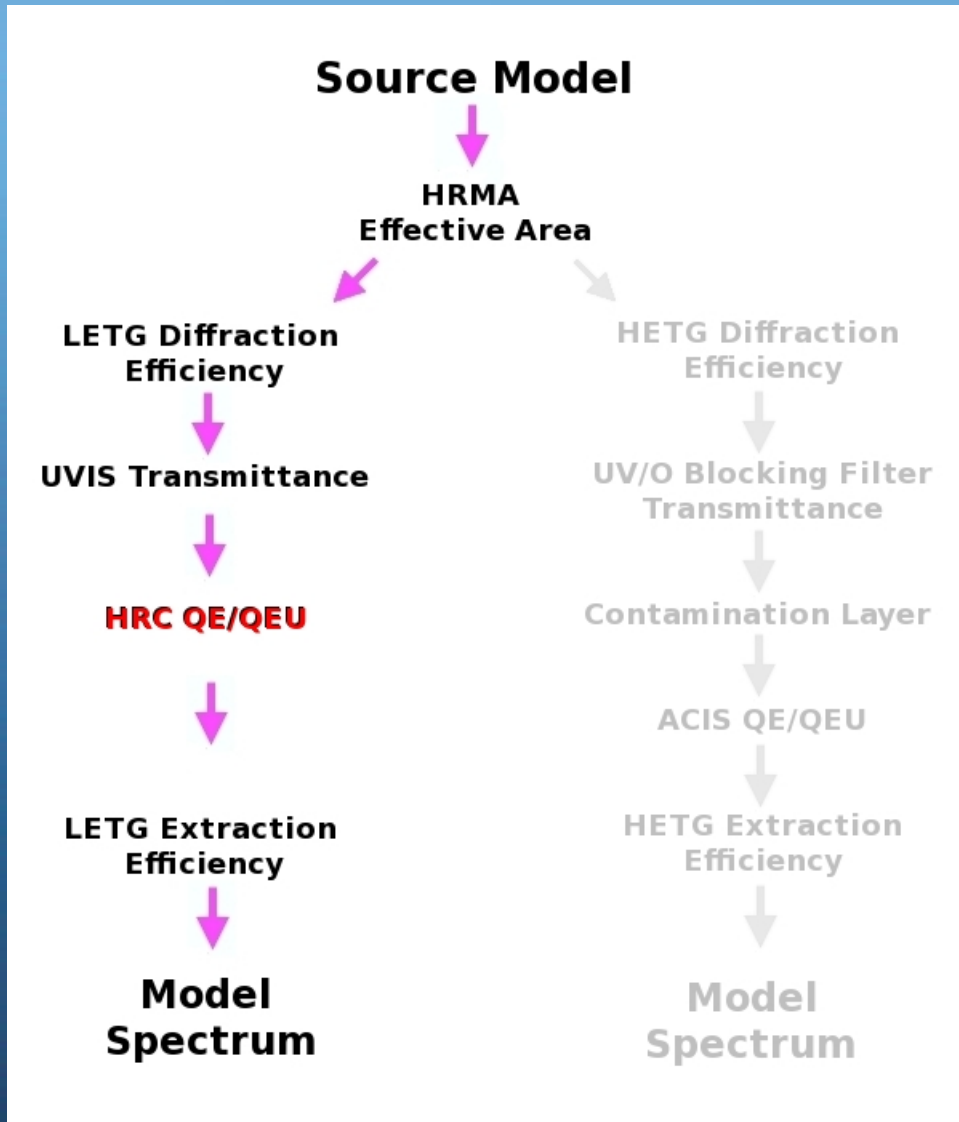 Source Model
HRMA
Effective Area
LETG Diffraction
Efficiency
UVIS Transmittance
HRC QE/QEU
LETG Extraction
Efficiency
Model
Spectrum
HETG Diffraction
Efficiency
UV/O Blocking Filter
Transmittance
Contamination Layer
ACIS QE/QEU
HETG Extraction
Efficiency
Model
Spectrum